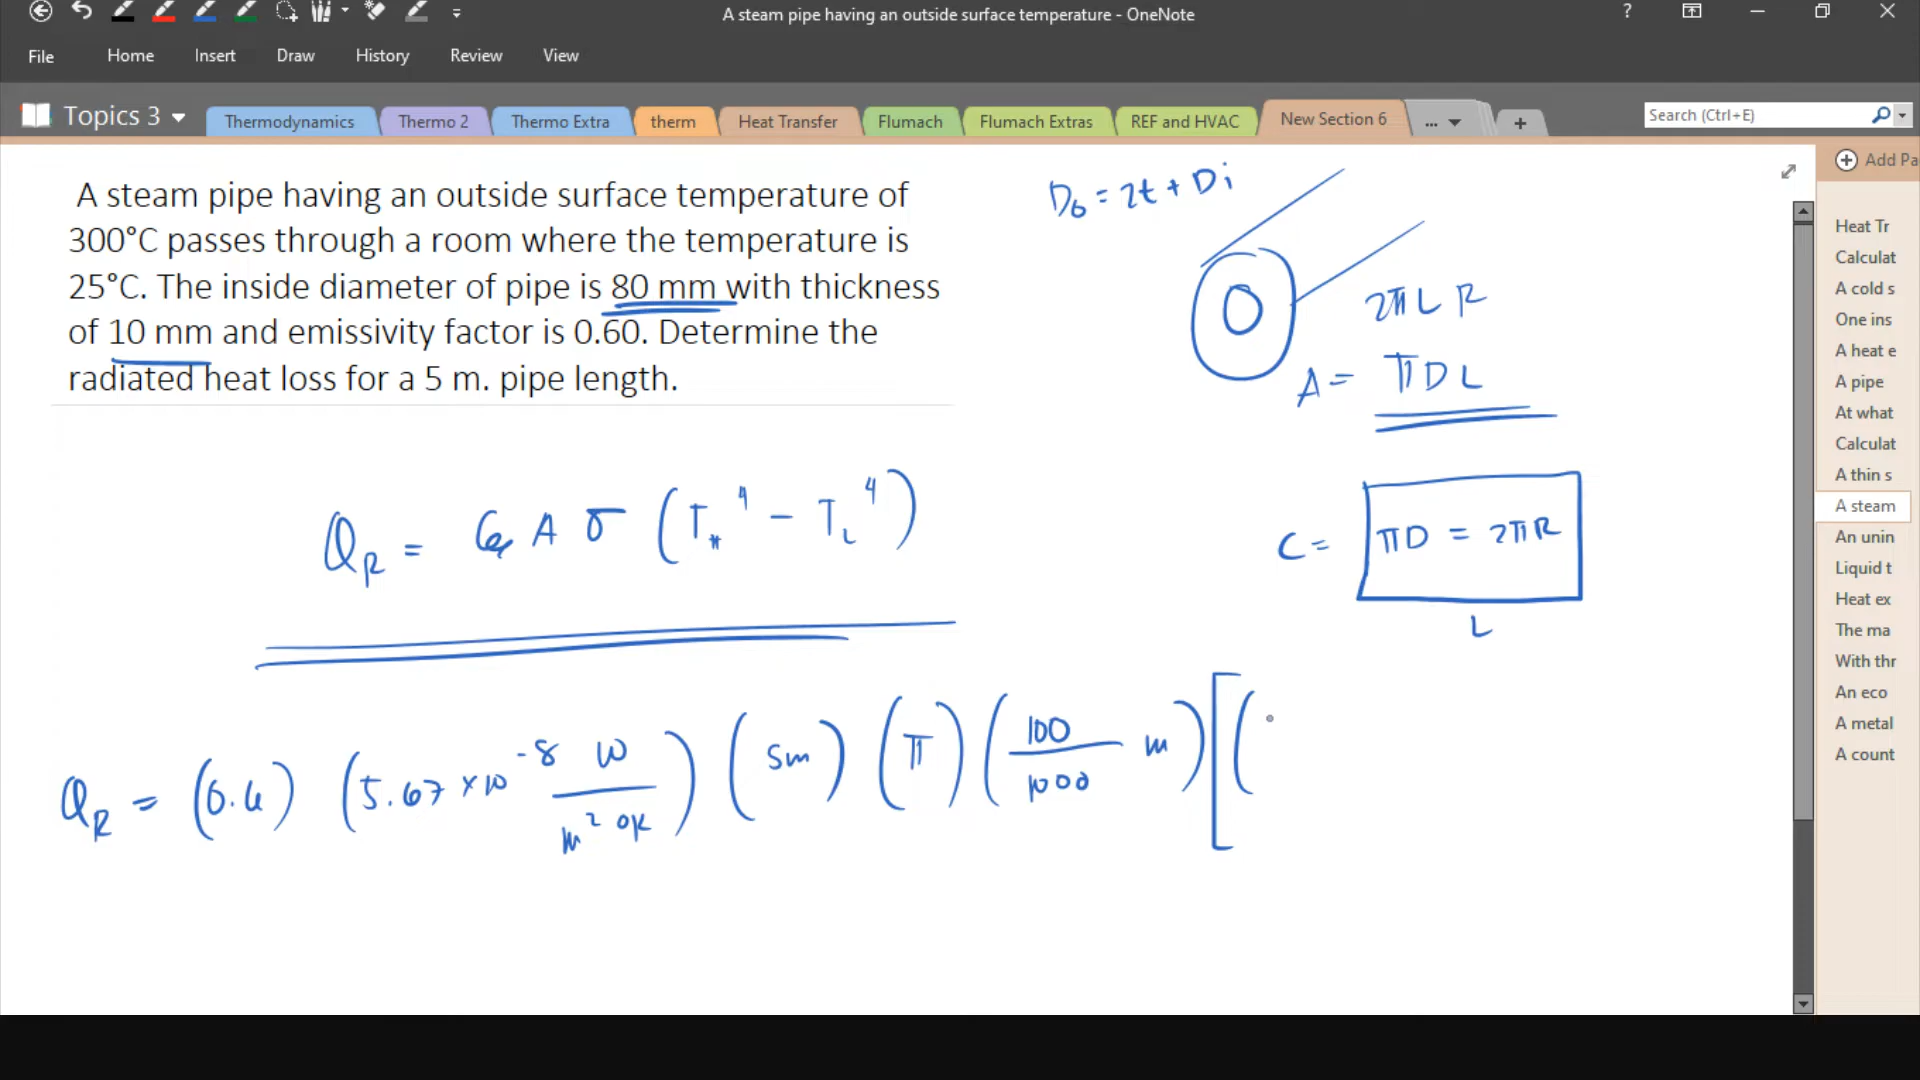 A steam pipe having an outside surface temperature - OneNote
?
File Home Insert Draw History Review View
Topics 3
Thermodynamics Thermo 2 Thermo Extra therm Heat Transfer Flumach Flumach Extras REF and HVAC New Section 6 ... +
Search (Ctrl+E)
Add Pa
A steam pipe having an outside surface temperature of
300°C passes through a room where the temperature is
25°C. The inside diameter of pipe is 80 mm with thickness
of 10 mm and emissivity factor is 0.60. Determine the
radiated heat loss for a 5 m. pipe length.
Do = 2t + Di
2πLR
A = πDL
QR = A σ (T ⁴ - TL⁴)
C = πD = 2πR
L
QR = (0.6) (5.67 x 10⁻⁸ W/m² °K) (5m) (π) (100/1000 m) [(
Heat Tr
Calculat
A cold s
One ins
A heat e
A pipe
At what
Calculat
A thin s
A steam
An unin
Liquid t
Heat ex
The ma
With thr
An eco
A metal
A count